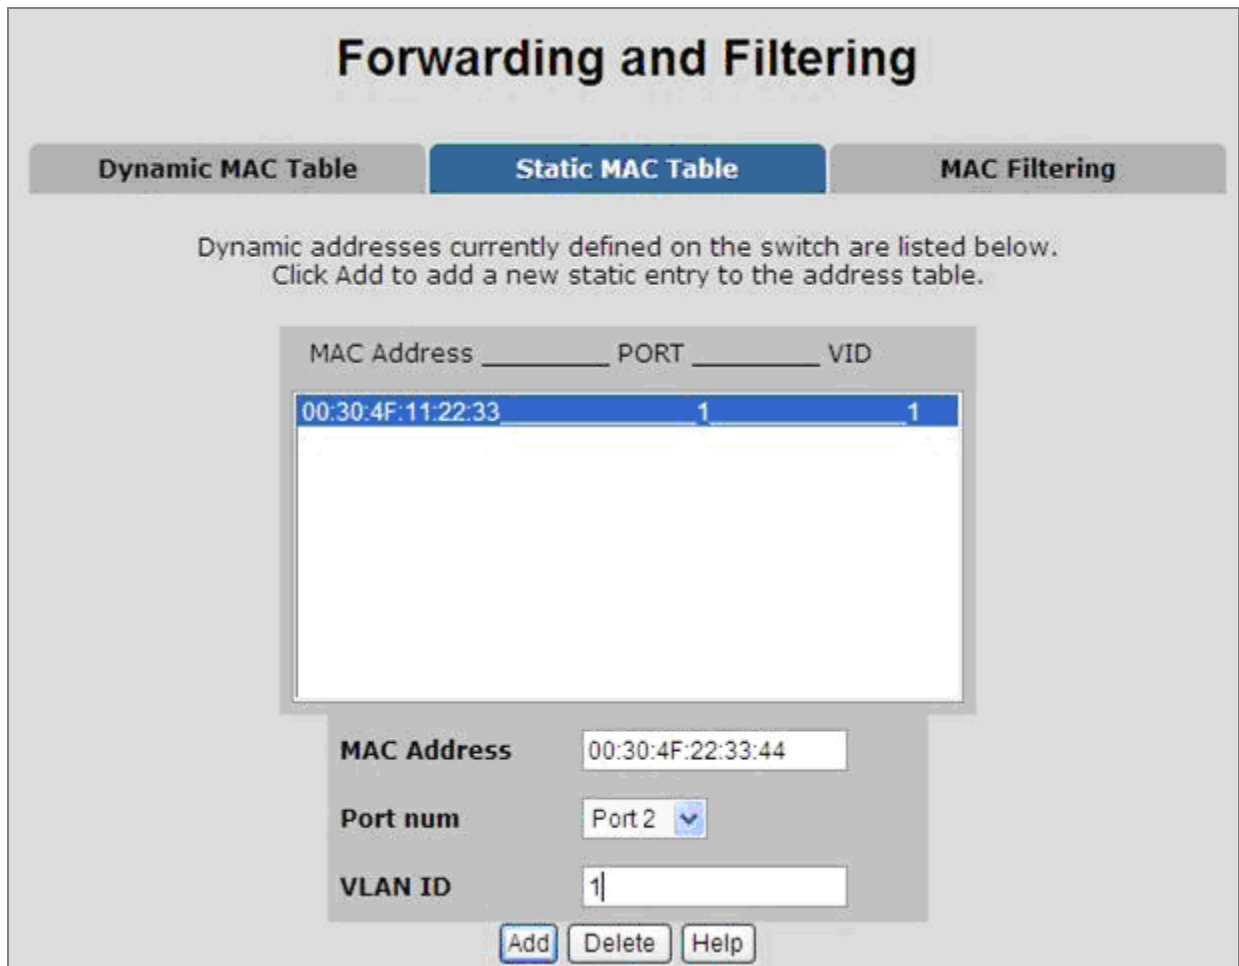 Forwarding and Filtering
Dynamic MAC Table Static MAC Table MAC Filtering
Dynamic addresses currently defined on the switch are listed below.
Click Add to add a new static entry to the address table.
MAC Address _________ PORT _________ VID
00:30:4F:11:22:33______________1______________1
MAC Address 00:30:4F:22:33:44
Port num Port 2
VLAN ID 1
Add Delete Help